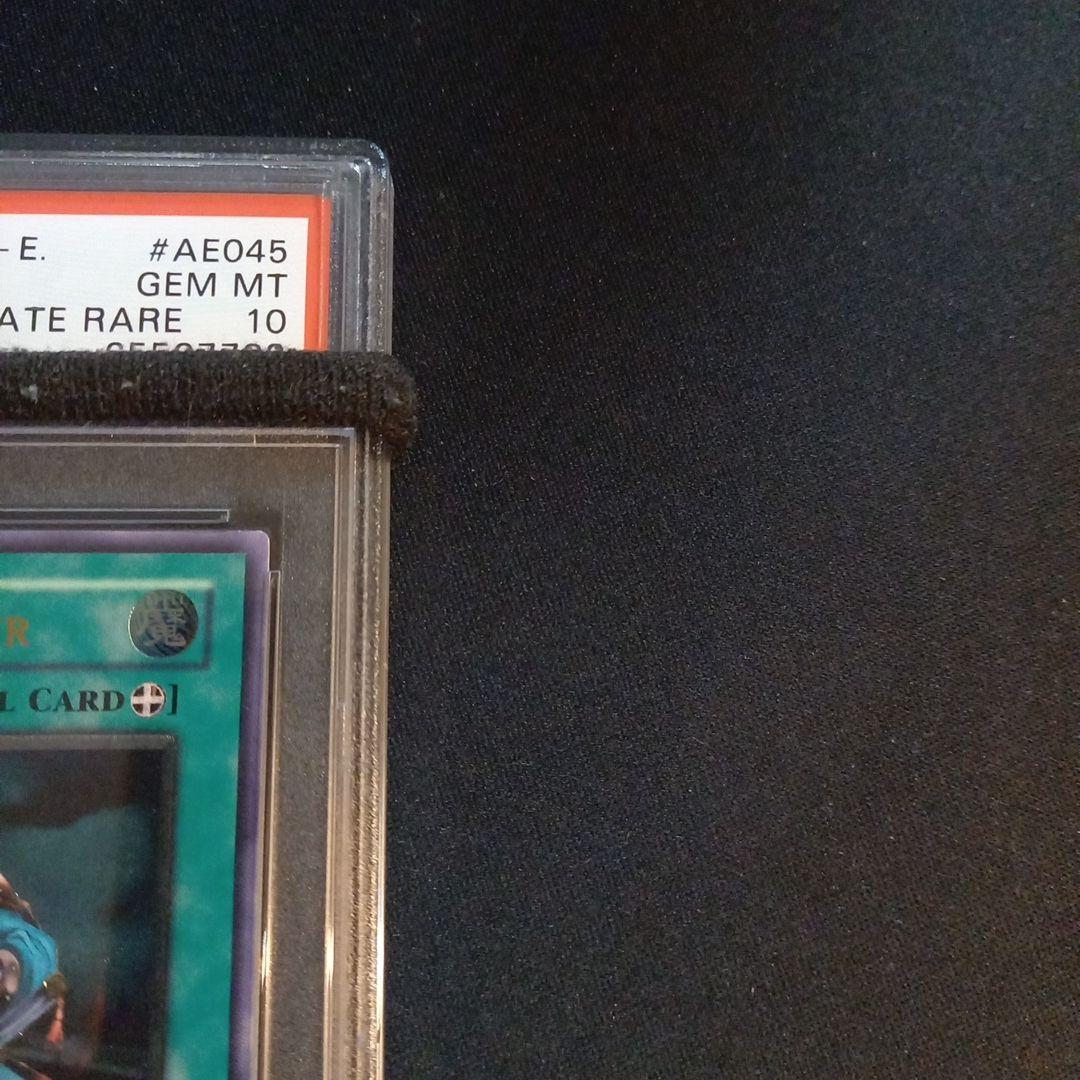 -E. #AE045
GEM MT
ATE RARE 10
R
L CARD ]